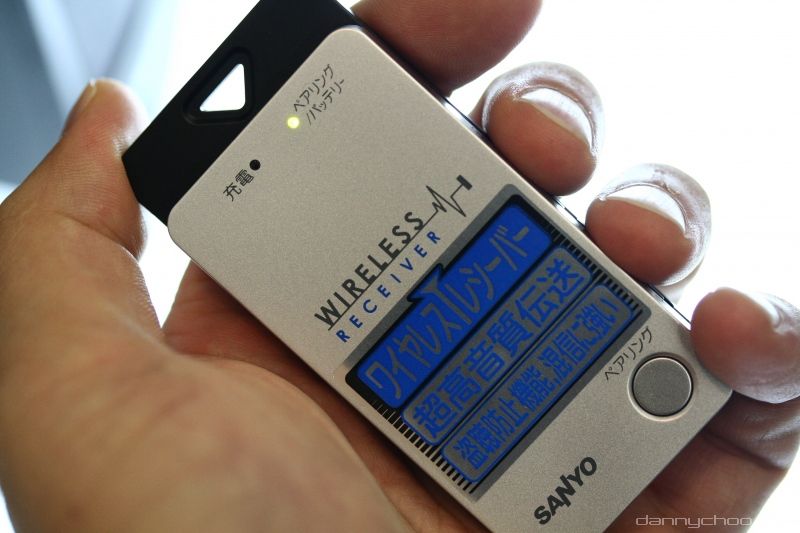 ペアリング
/バッテリー
充電
WIRELESS
RECEIVER
ワイヤレスレシーバー
超高音質伝送
盗聴防止機能,混信に強い
ペアリング
SANYO
dannychoo